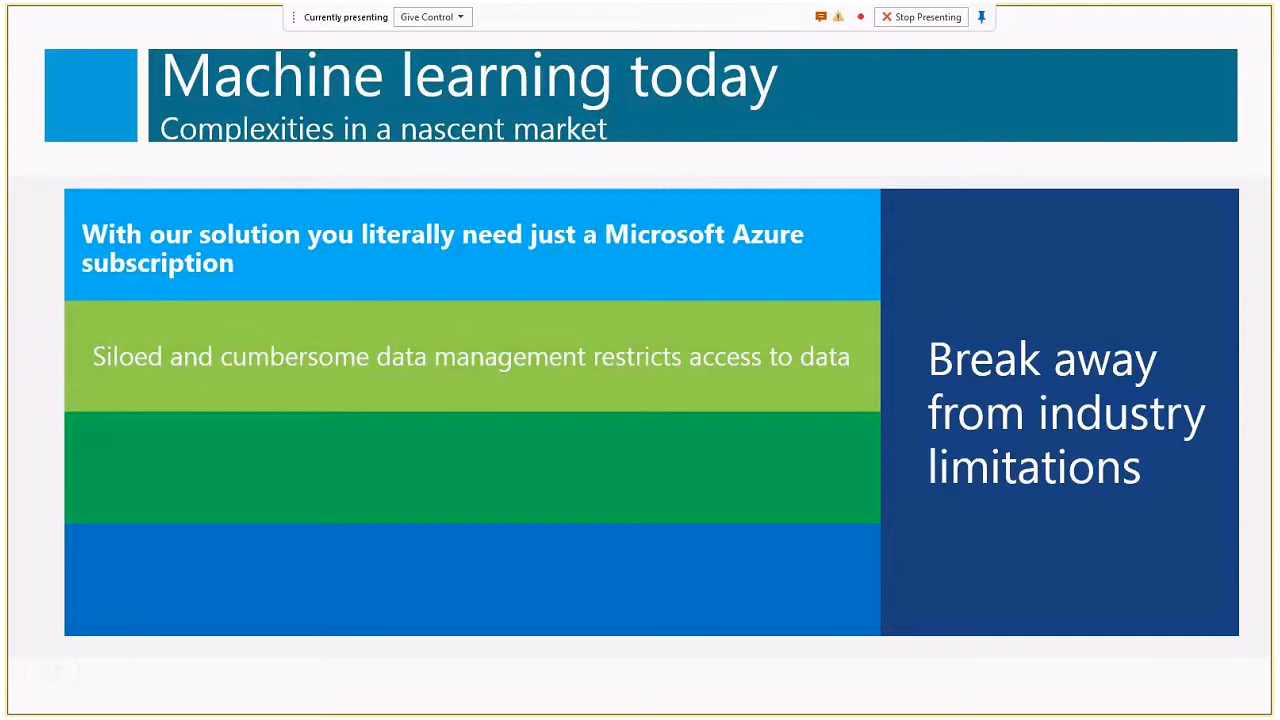 Currently presenting
Give Control
Stop Presenting
Machine learning today
Complexities in a nascent market
With our solution you literally need just a Microsoft Azure
subscription
Siloed and cumbersome data management restricts access to data
Break away
from industry
limitations